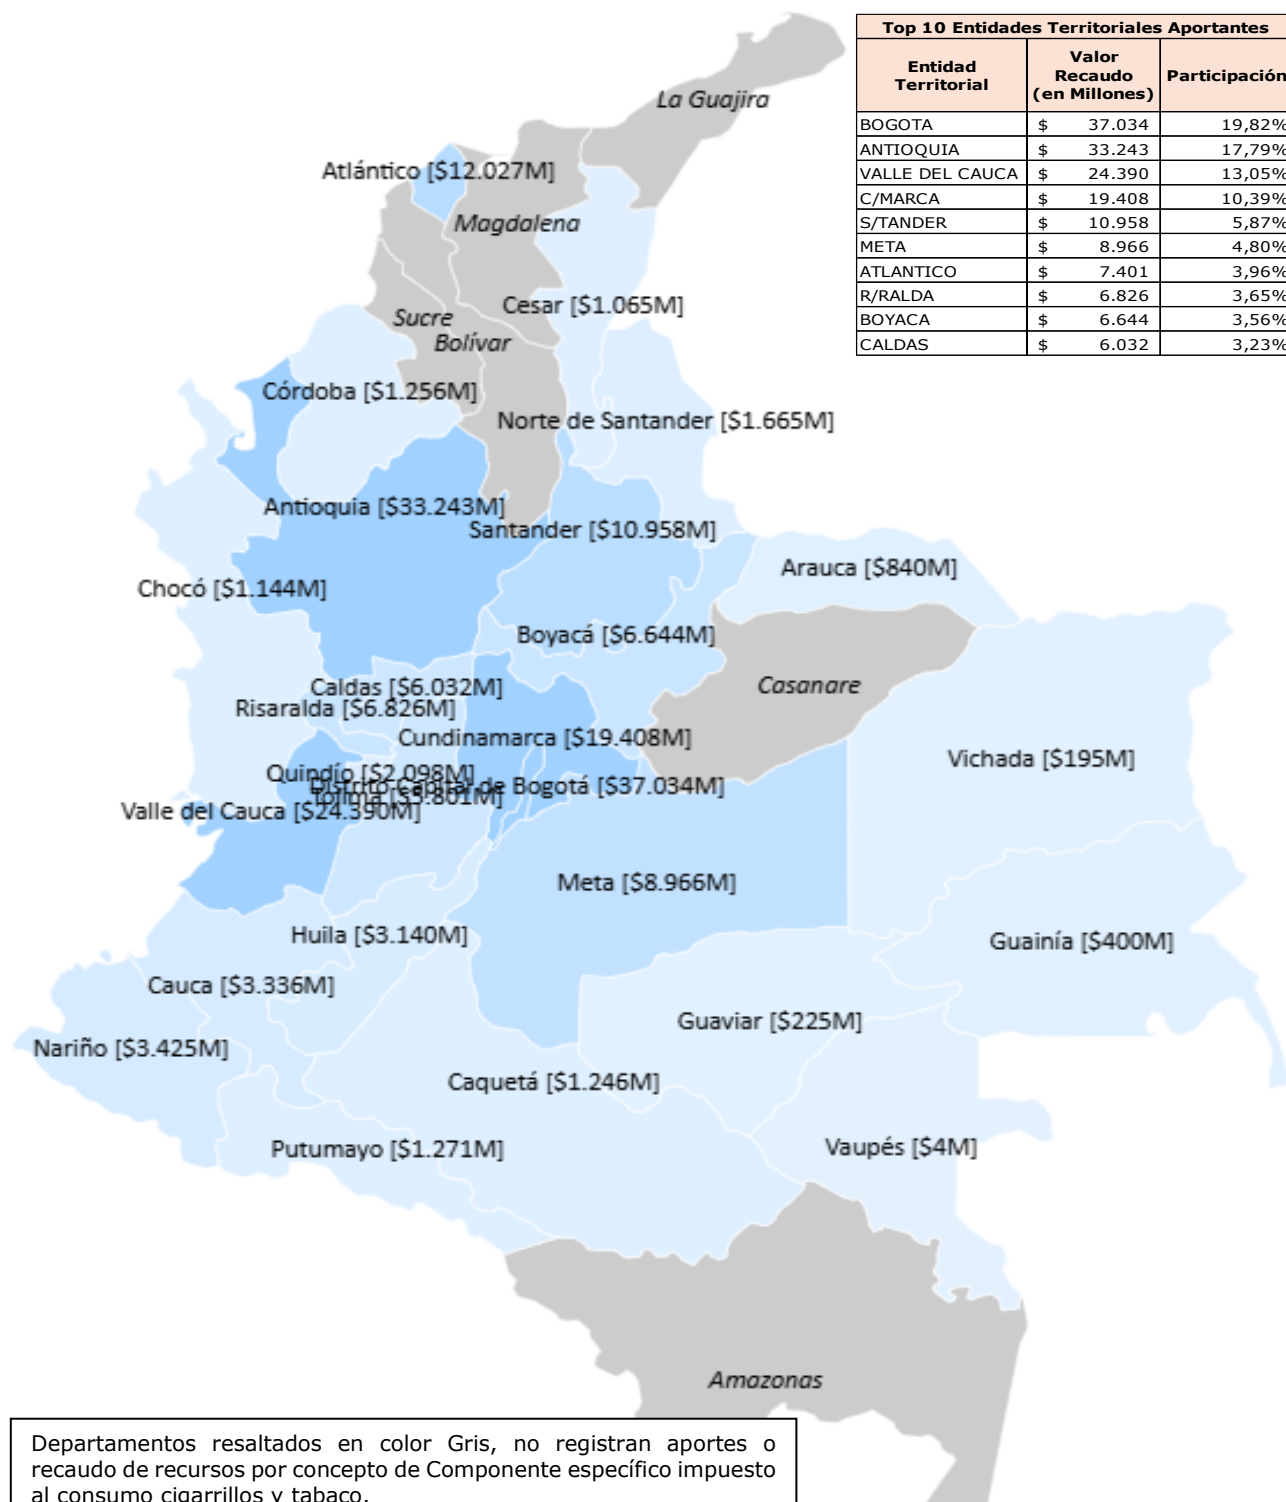 Top 10 Entidades Territoriales Aportantes
Entidad Territorial
Valor Recaudo (en Millones)
Participación
BOGOTA $ 37.034 19,82%
ANTIOQUIA $ 33.243 17,79%
VALLE DEL CAUCA $ 24.390 13,05%
C/MARCA $ 19.408 10,39%
S/TANDER $ 10.958 5,87%
META $ 8.966 4,80%
ATLANTICO $ 7.401 3,96%
R/RALDA $ 6.826 3,65%
BOYACA $ 6.644 3,56%
CALDAS $ 6.032 3,23%
La Guajira
Atlántico [$12.027M]
Magdalena
Cesar [$1.065M]
Sucre
Bolívar
Córdoba [$1.256M]
Norte de Santander [$1.665M]
Antioquia [$33.243M]
Santander [$10.958M]
Arauca [$840M]
Chocó [$1.144M]
Boyacá [$6.644M]
Casanare
Caldas [$6.032M]
Risaralda [$6.826M]
Cundinamarca [$19.408M]
Vichada [$195M]
Quindío [$2.098M]
Distrito Capital de Bogotá [$37.034M]
Tolima [$5.801M]
Valle del Cauca [$24.390M]
Meta [$8.966M]
Huila [$3.140M]
Guainía [$400M]
Cauca [$3.336M]
Guaviar [$225M]
Nariño [$3.425M]
Caquetá [$1.246M]
Putumayo [$1.271M]
Vaupés [$4M]
Amazonas
Departamentos resaltados en color Gris, no registran aportes o
recaudo de recursos por concepto de Componente específico impuesto
al consumo cigarrillos y tabaco.